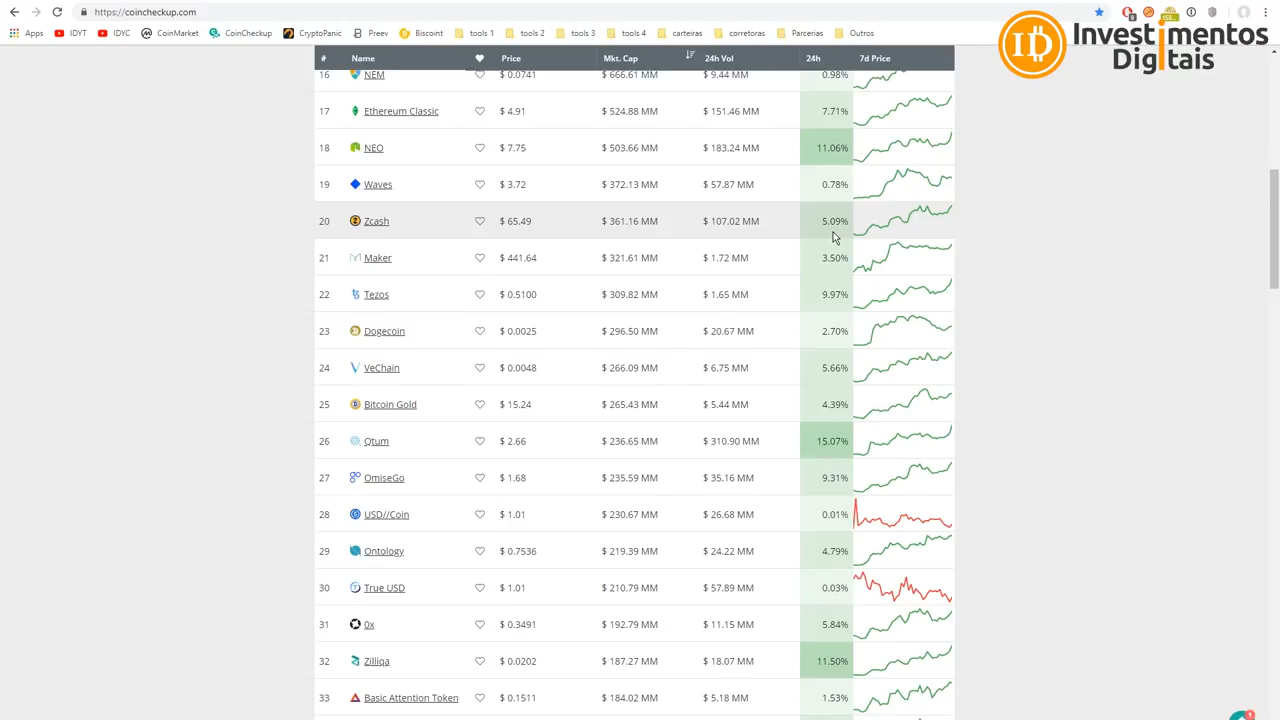 https://coincheckup.com
Apps IDYT IDYC CoinMarket CoinCheckup CryptoPanic Preev Biscoint tools 1 tools 2 tools 3 tools 4 carteiras corretoras Parcerias Outros
Investimentos
Digitais
# Name Price Mkt. Cap 24h Vol 24h 7d Price
16 NEM $ 0.0741 $ 666.61 MM $ 9.44 MM 0.98%
17 Ethereum Classic $ 4.91 $ 524.88 MM $ 151.46 MM 7.71%
18 NEO $ 7.75 $ 503.66 MM $ 183.24 MM 11.06%
19 Waves $ 3.72 $ 372.13 MM $ 57.87 MM 0.78%
20 Zcash $ 65.49 $ 361.16 MM $ 107.02 MM 5.09%
21 Maker $ 441.64 $ 321.61 MM $ 1.72 MM 3.50%
22 Tezos $ 0.5100 $ 309.82 MM $ 1.65 MM 9.97%
23 Dogecoin $ 0.0025 $ 296.50 MM $ 20.67 MM 2.70%
24 VeChain $ 0.0048 $ 266.09 MM $ 6.75 MM 5.66%
25 Bitcoin Gold $ 15.24 $ 265.43 MM $ 5.44 MM 4.39%
26 Qtum $ 2.66 $ 236.65 MM $ 310.90 MM 15.07%
27 OmiseGo $ 1.68 $ 235.59 MM $ 35.16 MM 9.31%
28 USD//Coin $ 1.01 $ 230.67 MM $ 26.68 MM 0.01%
29 Ontology $ 0.7536 $ 219.39 MM $ 24.22 MM 4.79%
30 True USD $ 1.01 $ 210.79 MM $ 57.89 MM 0.03%
31 0x $ 0.3491 $ 192.79 MM $ 11.15 MM 5.84%
32 Zilliqa $ 0.0202 $ 187.27 MM $ 18.07 MM 11.50%
33 Basic Attention Token $ 0.1511 $ 184.02 MM $ 5.18 MM 1.53%